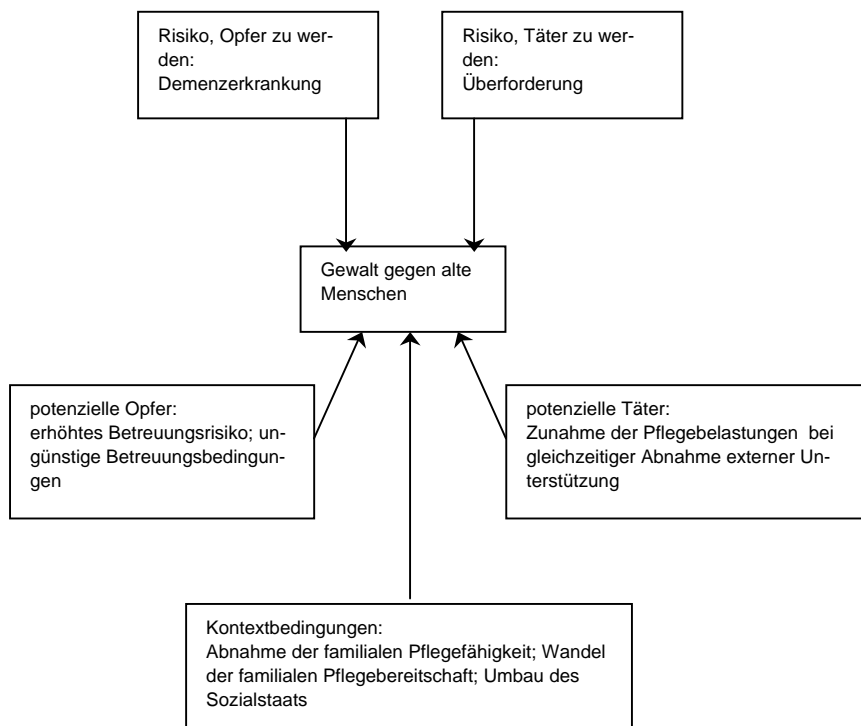 Risiko, Opfer zu wer-
den:
Demenzerkrankung
Risiko, Täter zu wer-
den:
Überforderung
Gewalt gegen alte
Menschen
potenzielle Opfer:
erhöhtes Betreuungsrisiko; un-
günstige Betreuungsbedingun-
gen
potenzielle Täter:
Zunahme der Pflegebelastungen  bei
gleichzeitiger Abnahme externer Un-
terstützung
Kontextbedingungen:
Abnahme der familialen Pflegefähigkeit; Wandel
der familialen Pflegebereitschaft; Umbau des
Sozialstaats